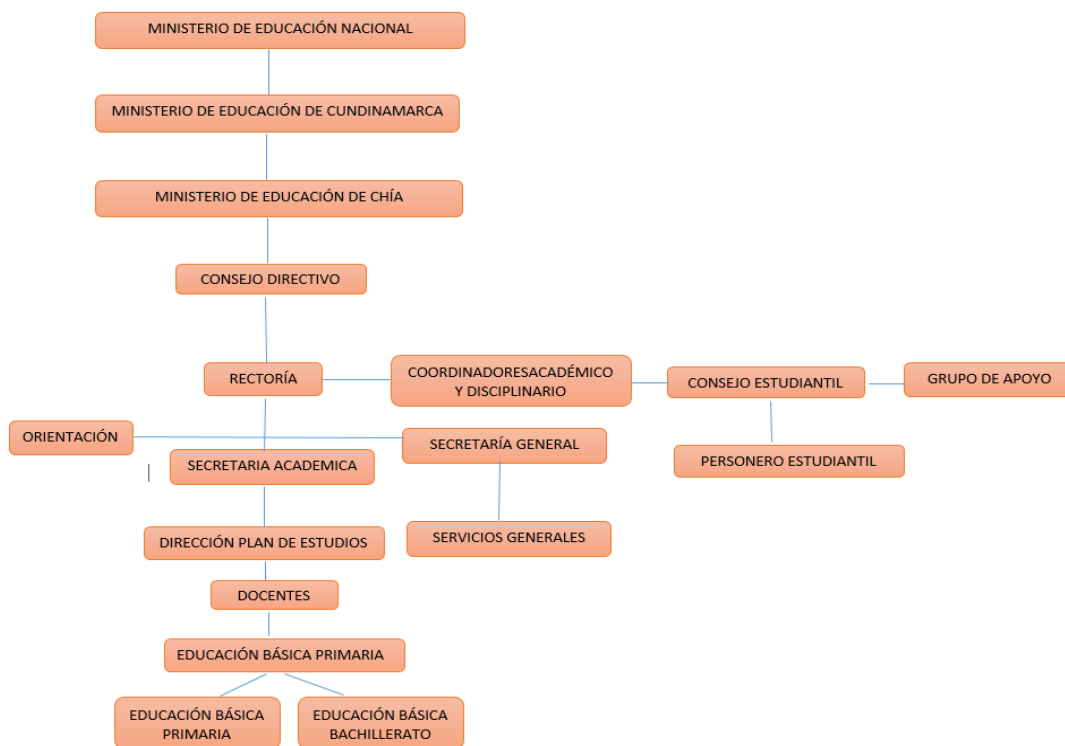 MINISTERIO DE EDUCACIÓN NACIONAL
MINISTERIO DE EDUCACIÓN DE CUNDINAMARCA
MINISTERIO DE EDUCACIÓN DE CHÍA
CONSEJO DIRECTIVO
RECTORÍA
COORDINADORESACADÉMICO
Y DISCIPLINARIO
CONSEJO ESTUDIANTIL
GRUPO DE APOYO
ORIENTACIÓN
SECRETARÍA GENERAL
SECRETARIA ACADEMICA
PERSONERO ESTUDIANTIL
DIRECCIÓN PLAN DE ESTUDIOS
SERVICIOS GENERALES
DOCENTES
EDUCACIÓN BÁSICA PRIMARIA
EDUCACIÓN BÁSICA
PRIMARIA
EDUCACIÓN BÁSICA
BACHILLERATO